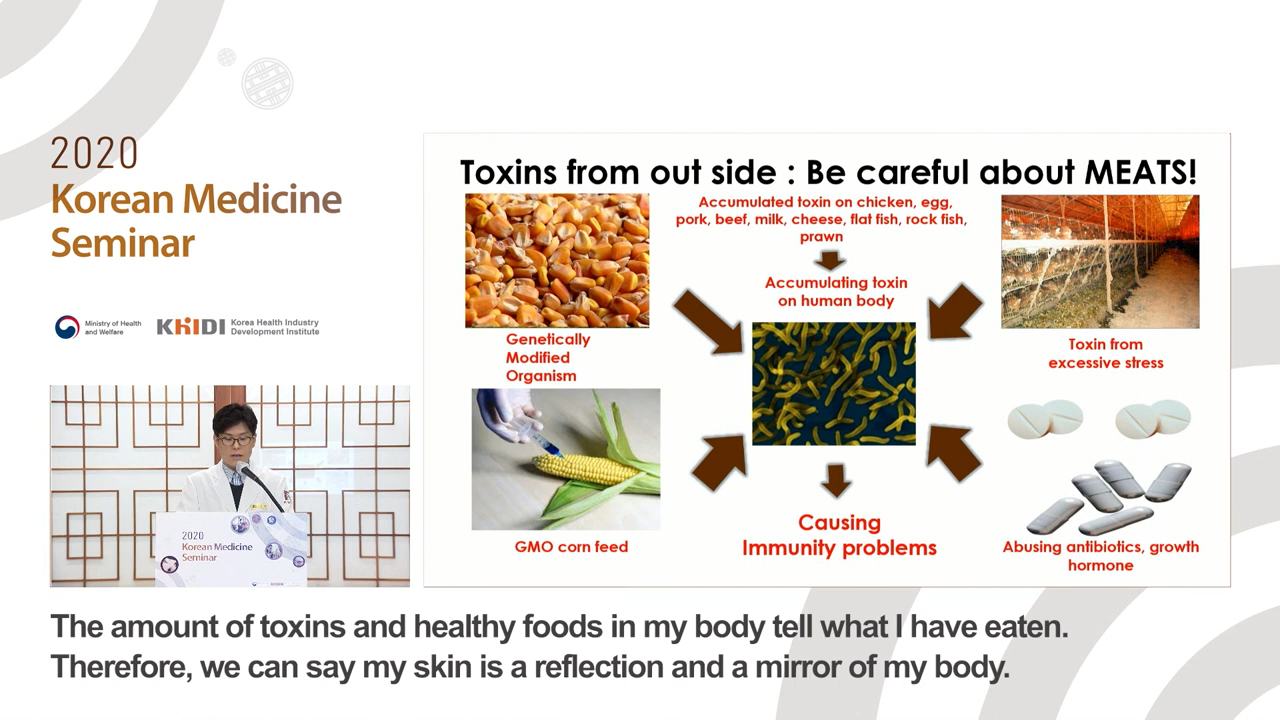 2020
Korean Medicine
Seminar
Ministry of Health
and Welfare
KHIDI
Korea Health Industry
Development Institute
2020
Korean Medicine
Seminar
Toxins from out side : Be careful about MEATS!
Accumulated toxin on chicken, egg,
pork, beef, milk, cheese, flat fish, rock fish,
prawn
Accumulating toxin
on human body
Genetically
Modified
Organism
Toxin from
excessive stress
GMO corn feed
Causing
Immunity problems
Abusing antibiotics, growth
hormone
The amount of toxins and healthy foods in my body tell what I have eaten.
Therefore, we can say my skin is a reflection and a mirror of my body.